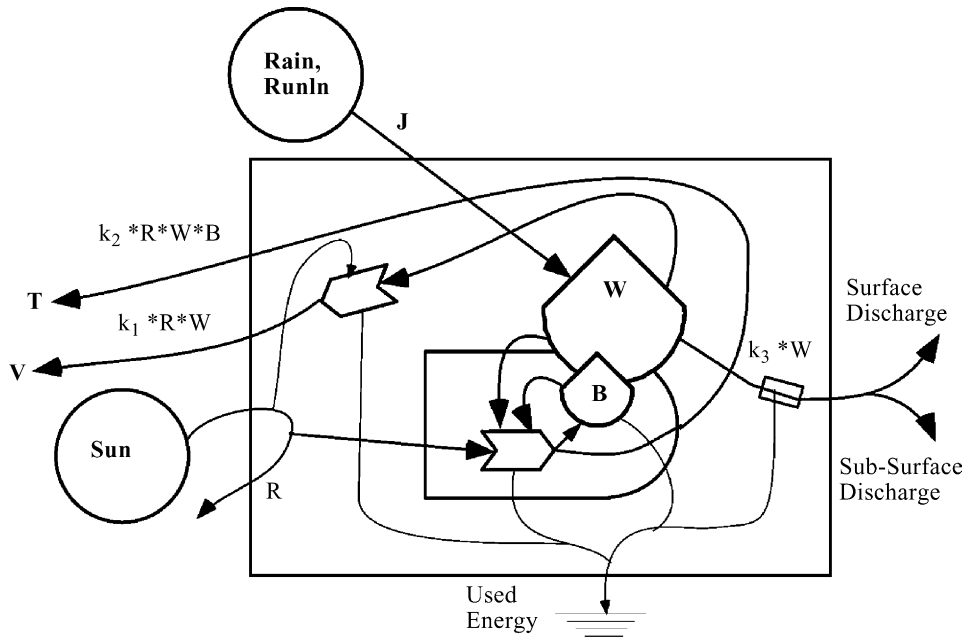 Rain,
RunIn
J
k₂ *R*W*B
W
Surface
Discharge
T
k₁ *R*W
k₃ *W
V
B
Sun
Sub-Surface
Discharge
R
Used
Energy